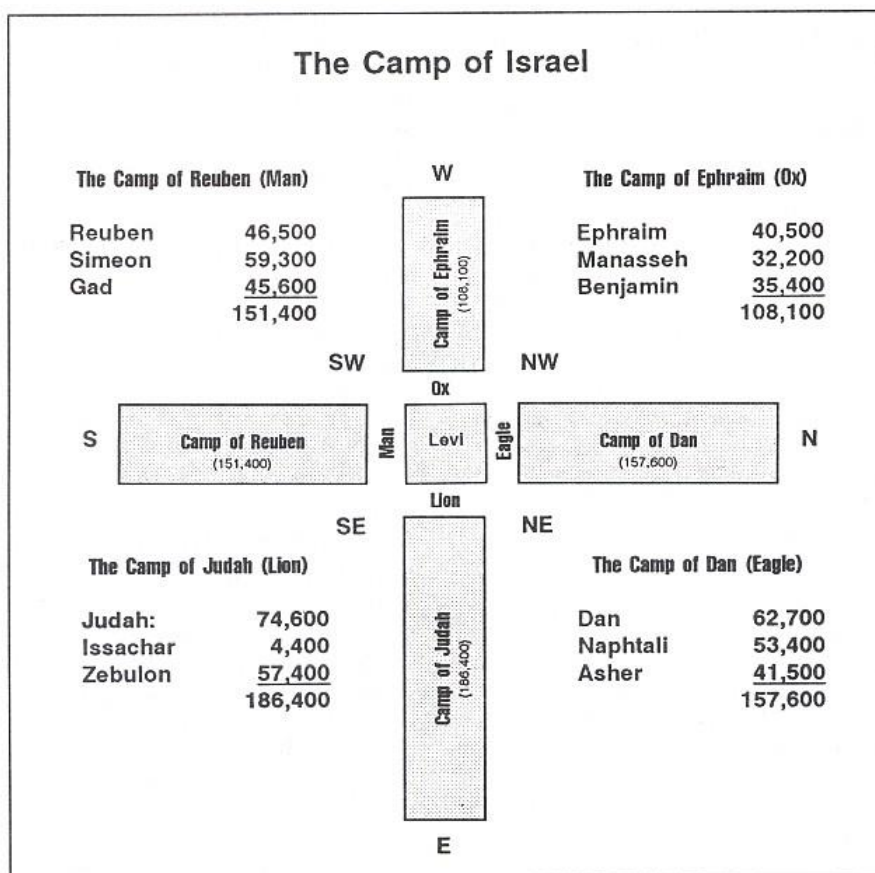 The Camp of Israel
The Camp of Reuben (Man)
Reuben 46,500
Simeon 59,300
Gad 45,600
151,400
W
The Camp of Ephraim (Ox)
Ephraim 40,500
Manasseh 32,200
Benjamin 35,400
108,100
Camp of Ephraim
(108,100)
SW
NW
Ox
S
Camp of Reuben
(151,400)
Man
Levi
Eagle
Camp of Dan
(157,600)
N
Lion
SE
NE
The Camp of Judah (Lion)
Judah: 74,600
Issachar 4,400
Zebulon 57,400
186,400
Camp of Judah
(186,400)
The Camp of Dan (Eagle)
Dan 62,700
Naphtali 53,400
Asher 41,500
157,600
E